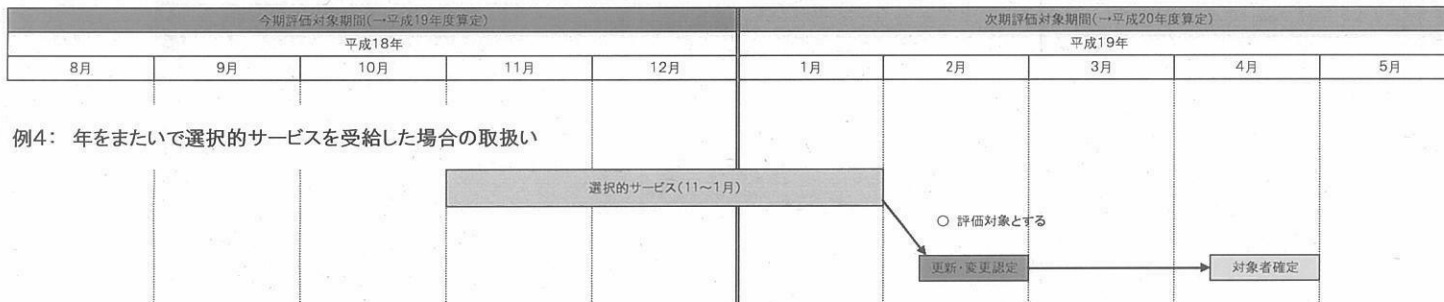 今期評価対象期間(→平成19年度算定) 次期評価対象期間(→平成20年度算定)
平成18年 平成19年
8月 9月 10月 11月 12月 1月 2月 3月 4月 5月
例4: 年をまたいで選択的サービスを受給した場合の取扱い
選択的サービス(11～1月)
○ 評価対象とする
更新・変更認定 対象者確定